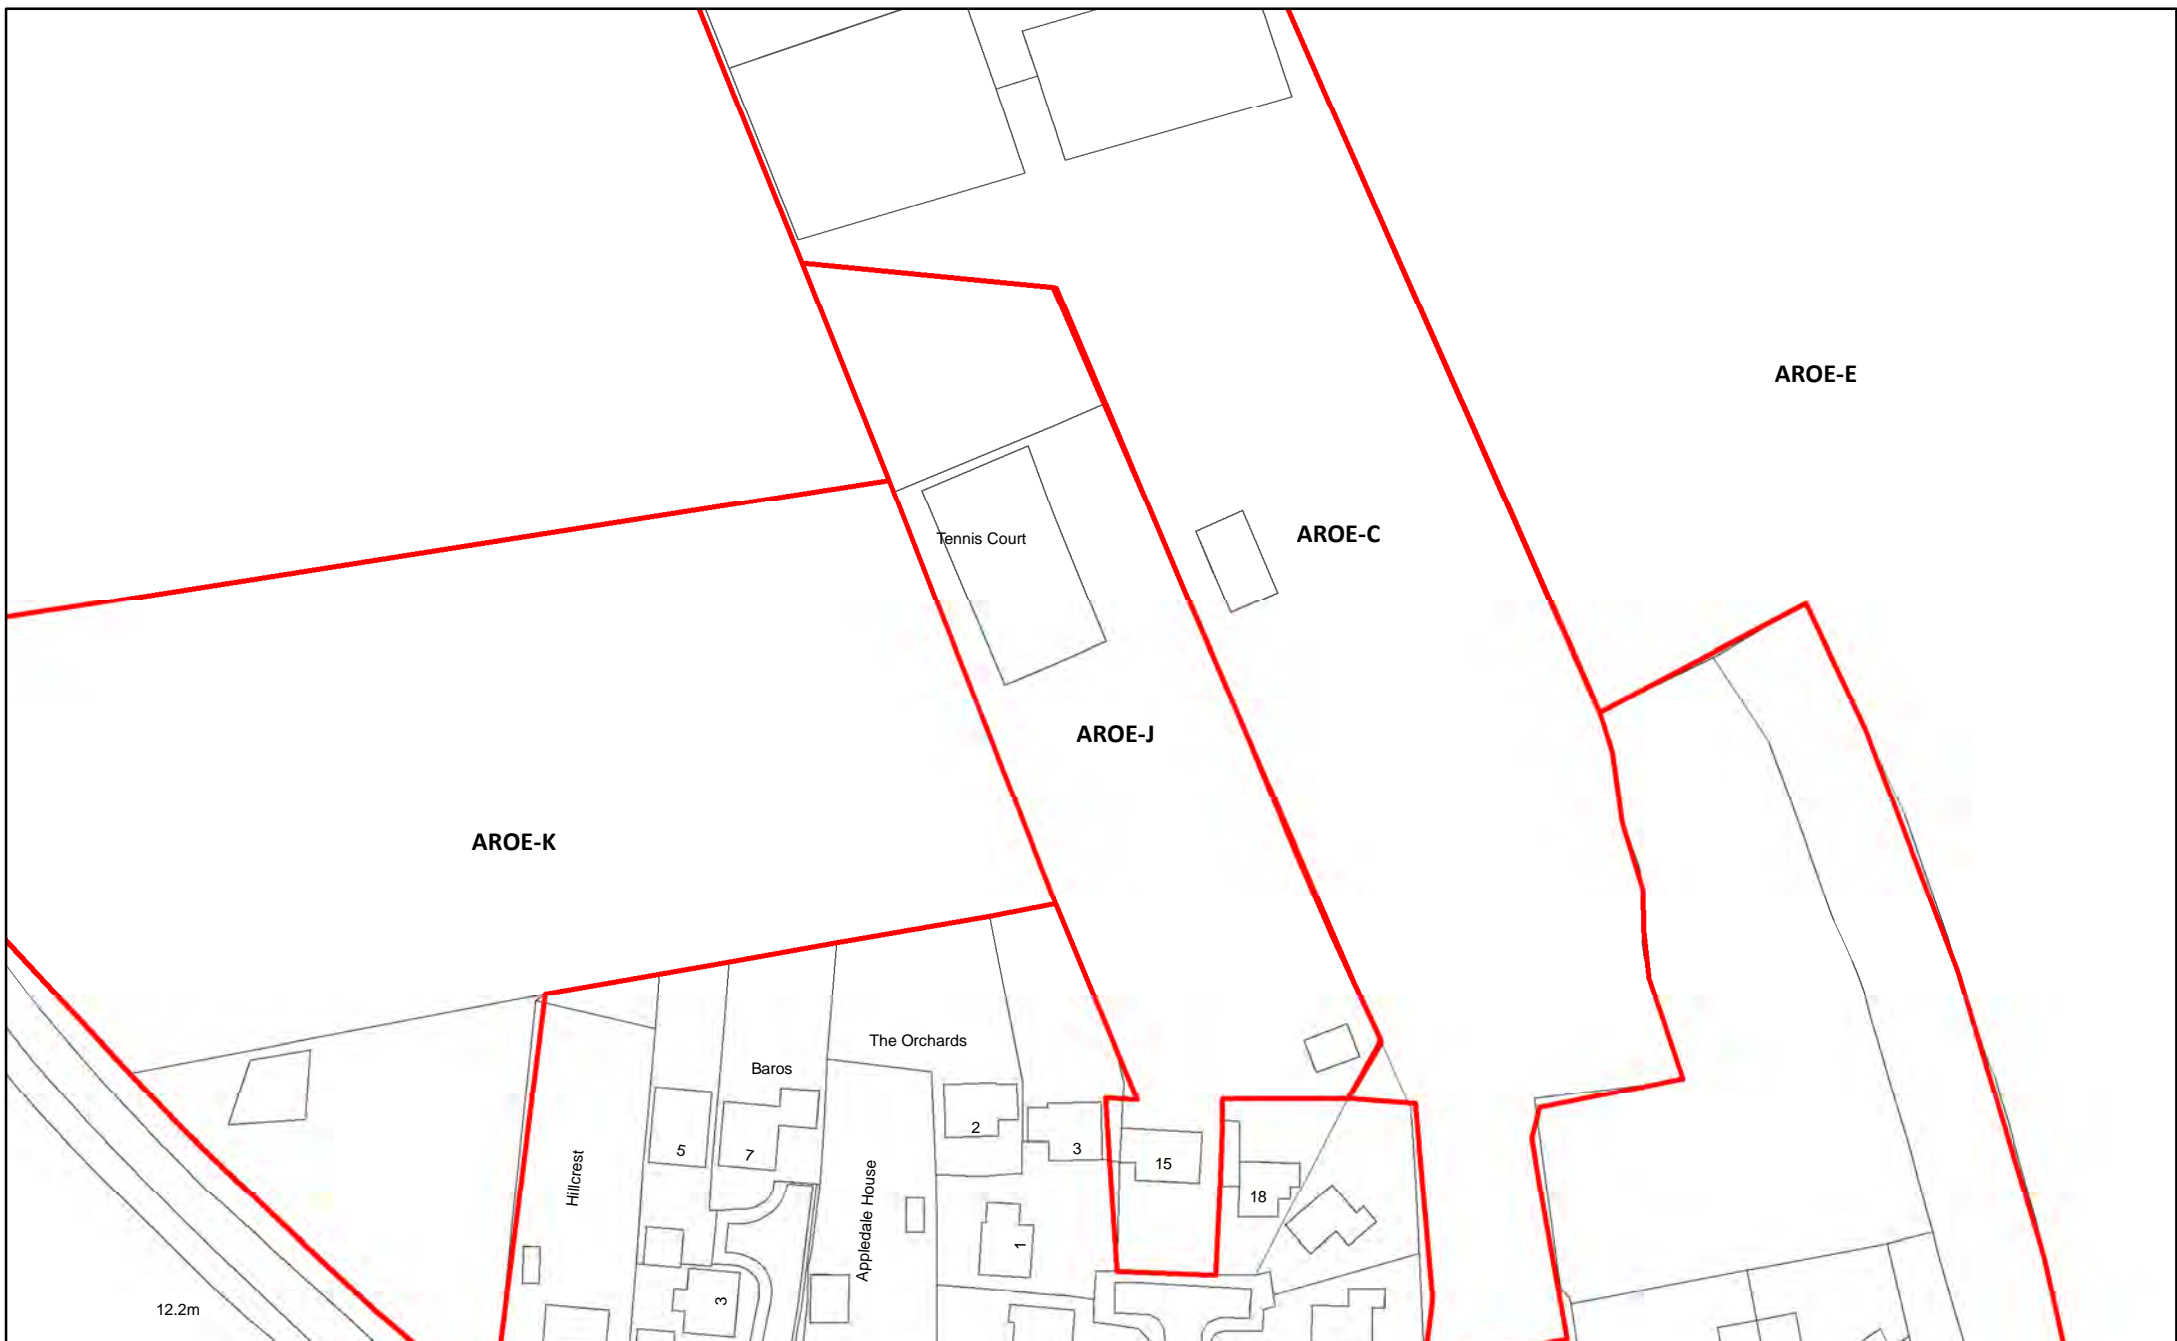 AROE-E
AROE-C
Tennis Court
AROE-J
AROE-K
The Orchards
Baros
2
3
5
7
15
Hillcrest
Appledale House
18
1
3
12.2m